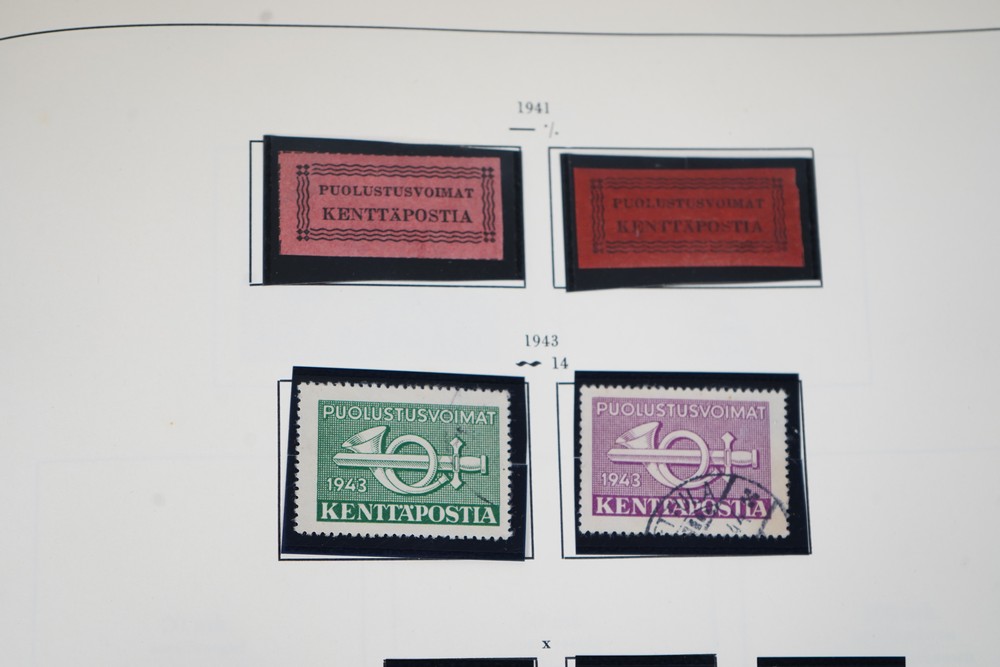 1941
— %
PUOLUSTUSVOIMAT
KENTTÄPOSTIA
PUOLUSTUSVOIMAT
KENTTÄPOSTIA
1943
14
PUOLUSTUSVOIMAT
1943
KENTTÄPOSTIA
PUOLUSTUSVOIMAT
1943
KENTTÄPOSTIA
x